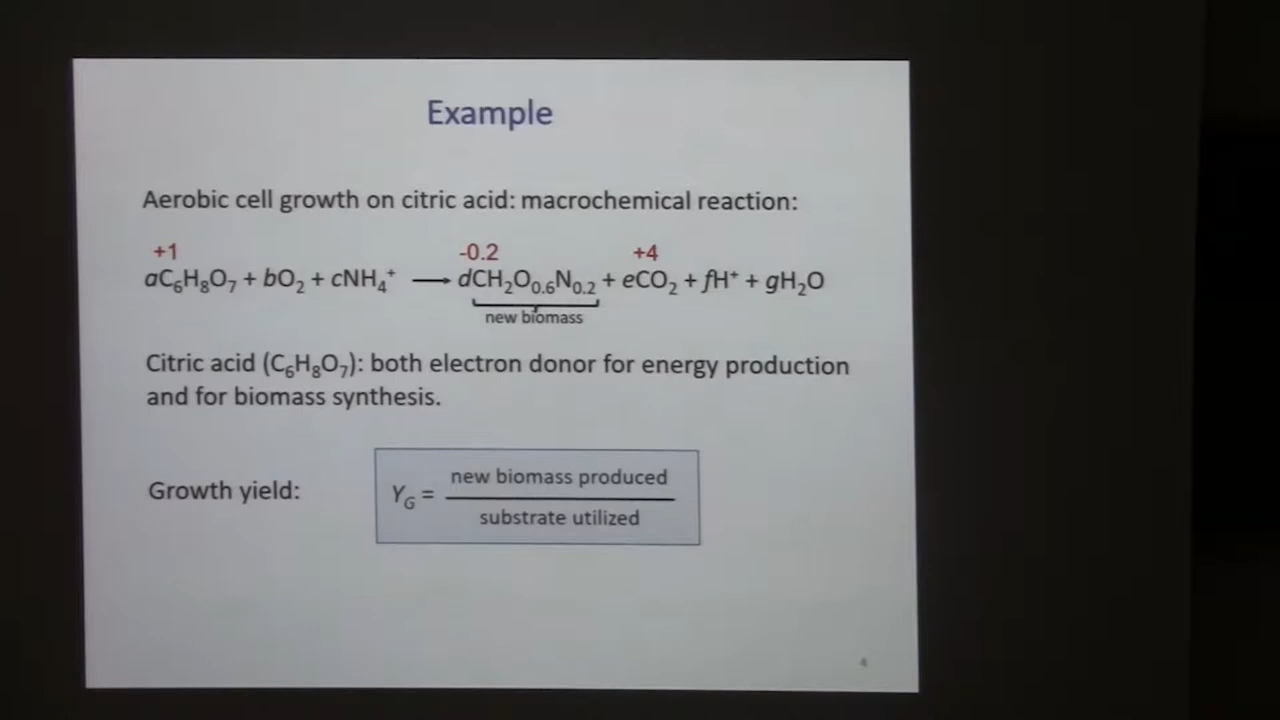 Example
Aerobic cell growth on citric acid: macrochemical reaction:
+1 -0.2 +4
aC₆H₈O₇ + bO₂ + cNH₄⁺ ⟶ dCH₂O₀.₆N₀.₂ + eCO₂ + fH⁺ + gH₂O
new biomass
Citric acid (C₆H₈O₇): both electron donor for energy production
and for biomass synthesis.
new biomass produced
Growth yield: Y_G =
substrate utilized
4